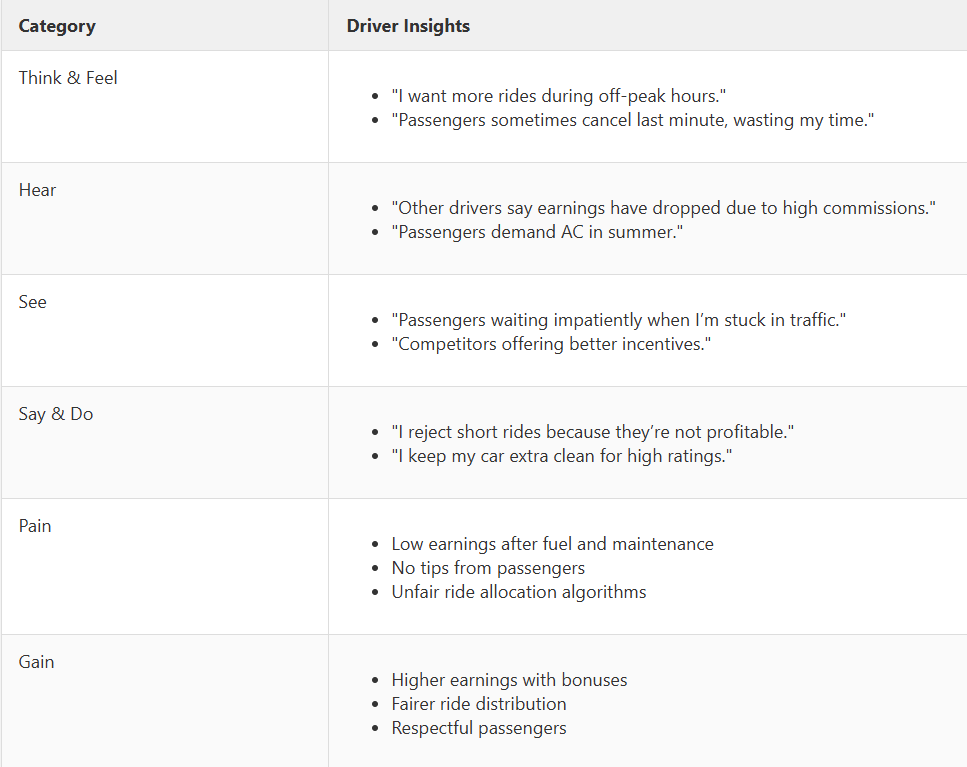 Category
Driver Insights
Think & Feel
"I want more rides during off-peak hours."
"Passengers sometimes cancel last minute, wasting my time."
Hear
"Other drivers say earnings have dropped due to high commissions."
"Passengers demand AC in summer."
See
"Passengers waiting impatiently when I’m stuck in traffic."
"Competitors offering better incentives."
Say & Do
"I reject short rides because they’re not profitable."
"I keep my car extra clean for high ratings."
Pain
Low earnings after fuel and maintenance
No tips from passengers
Unfair ride allocation algorithms
Gain
Higher earnings with bonuses
Fairer ride distribution
Respectful passengers